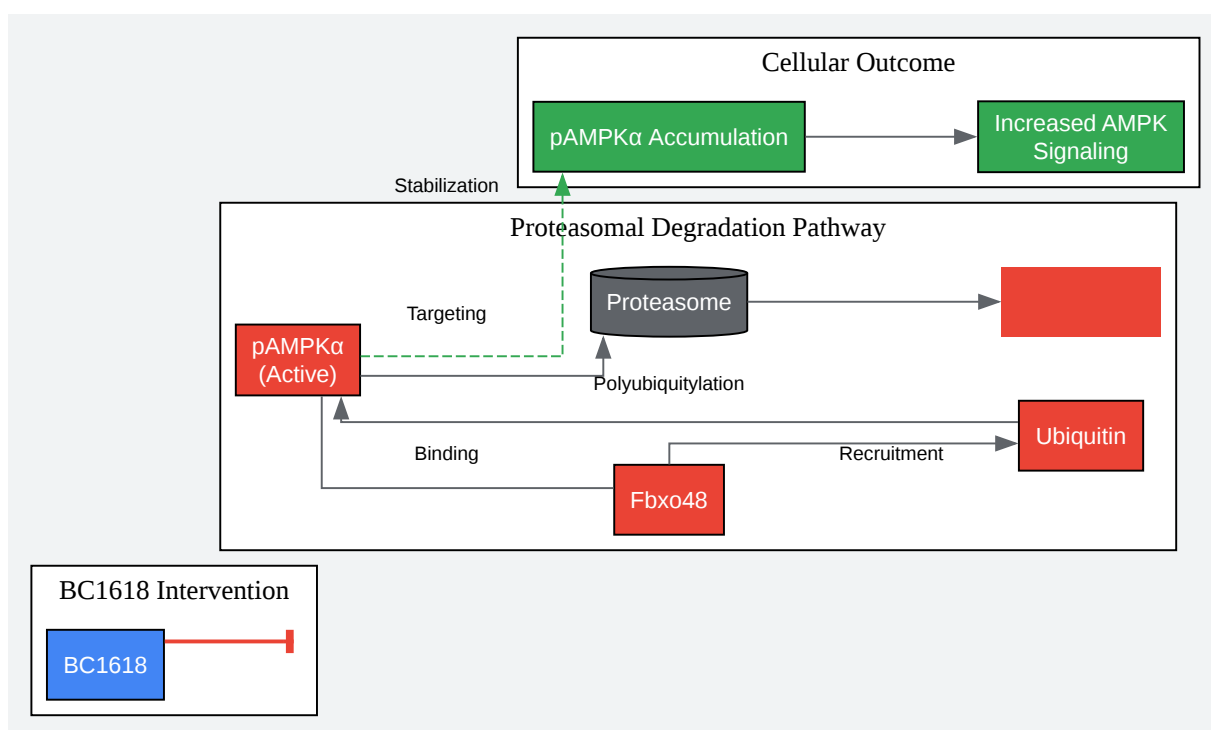 Cellular Outcome
pAMPKα Accumulation
Increased AMPK
Signaling
Stabilization
Proteasomal Degradation Pathway
Targeting
Proteasome
pAMPKα
(Active)
Polyubiquitylation
Binding
Recruitment
Ubiquitin
Fbxo48
BC1618 Intervention
BC1618